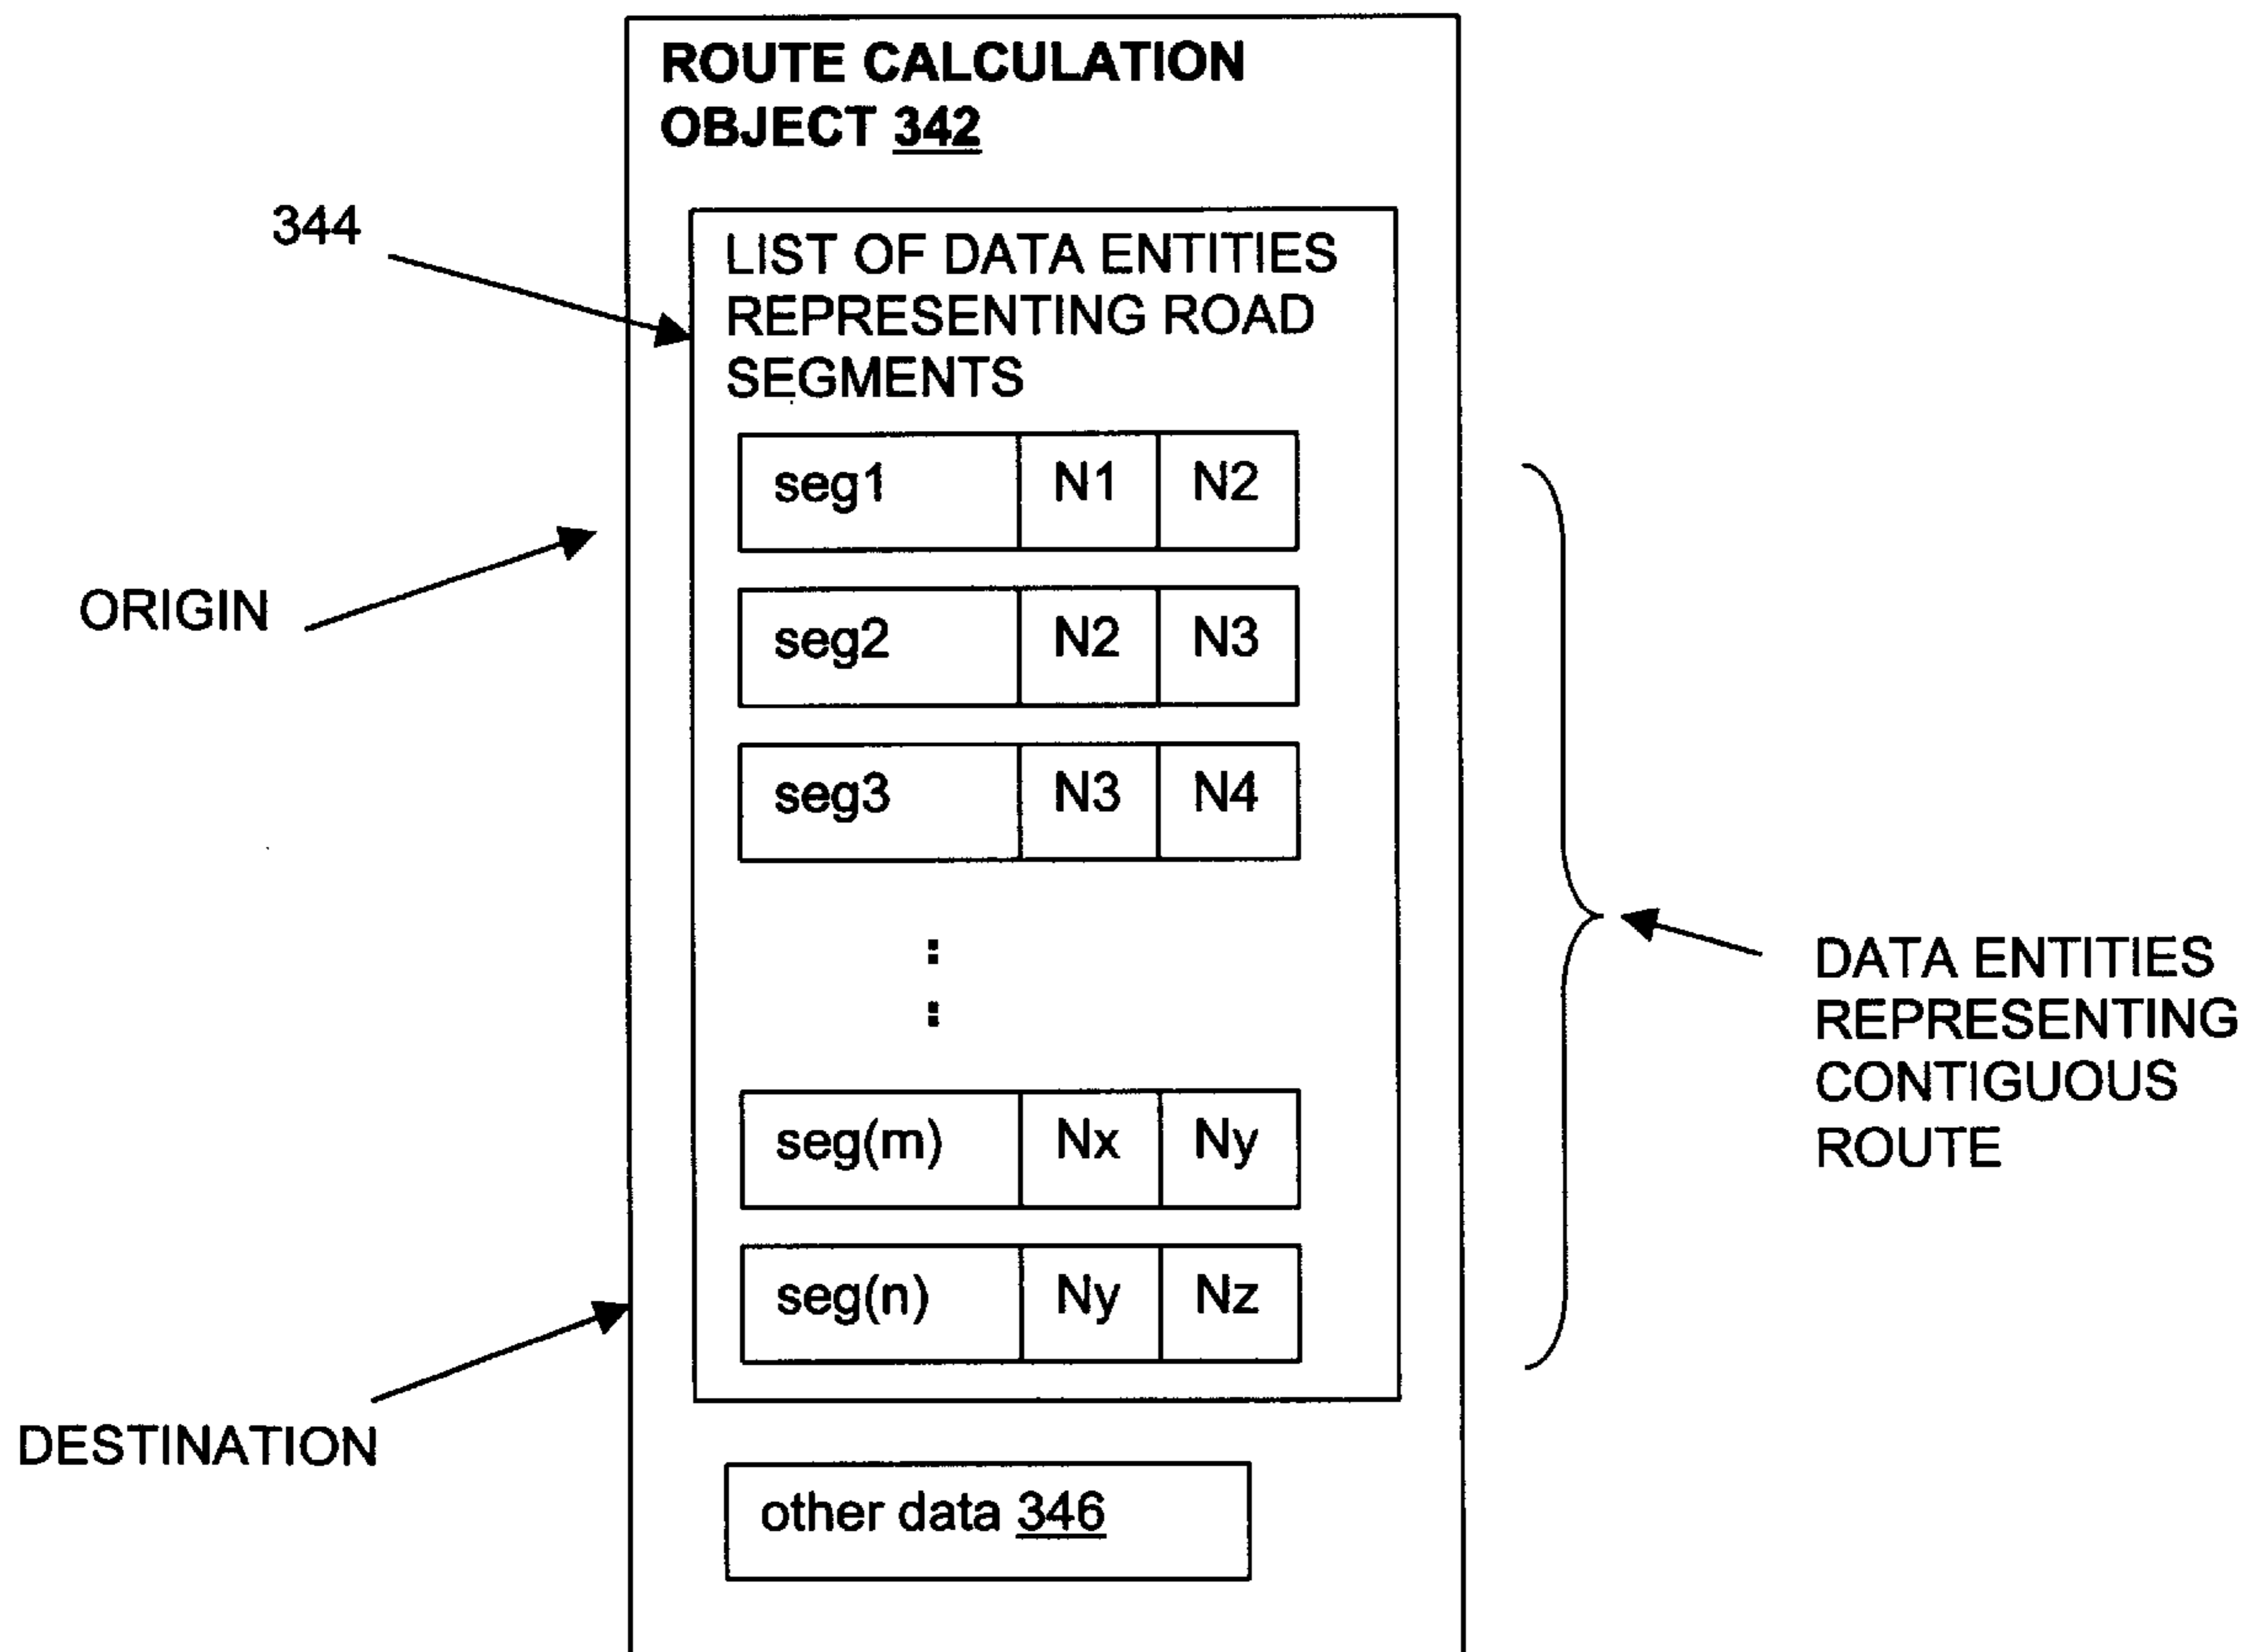 ROUTE CALCULATION
OBJECT 342
344
LIST OF DATA ENTITIES
REPRESENTING ROAD
SEGMENTS
seg1 N1 N2
ORIGIN
seg2 N2 N3
seg3 N3 N4
:
:
DATA ENTITIES
REPRESENTING
CONTIGUOUS
ROUTE
seg(m) Nx Ny
seg(n) Ny Nz
DESTINATION
other data 346